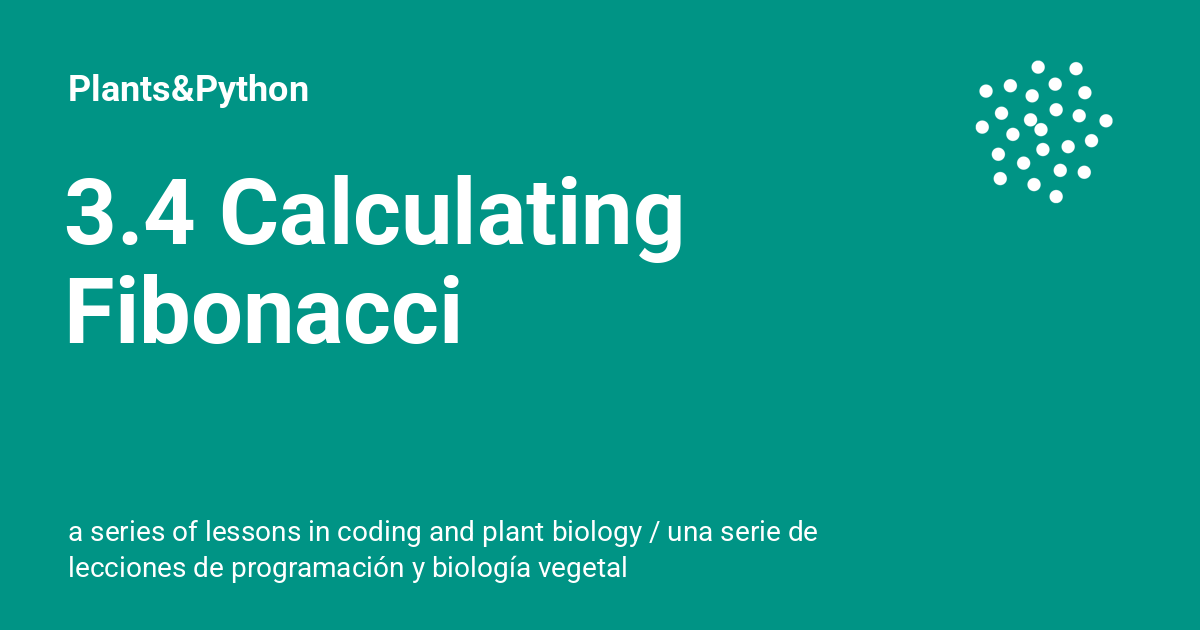 Plants&Python
3.4 Calculating
Fibonacci
a series of lessons in coding and plant biology / una serie de
lecciones de programación y biología vegetal